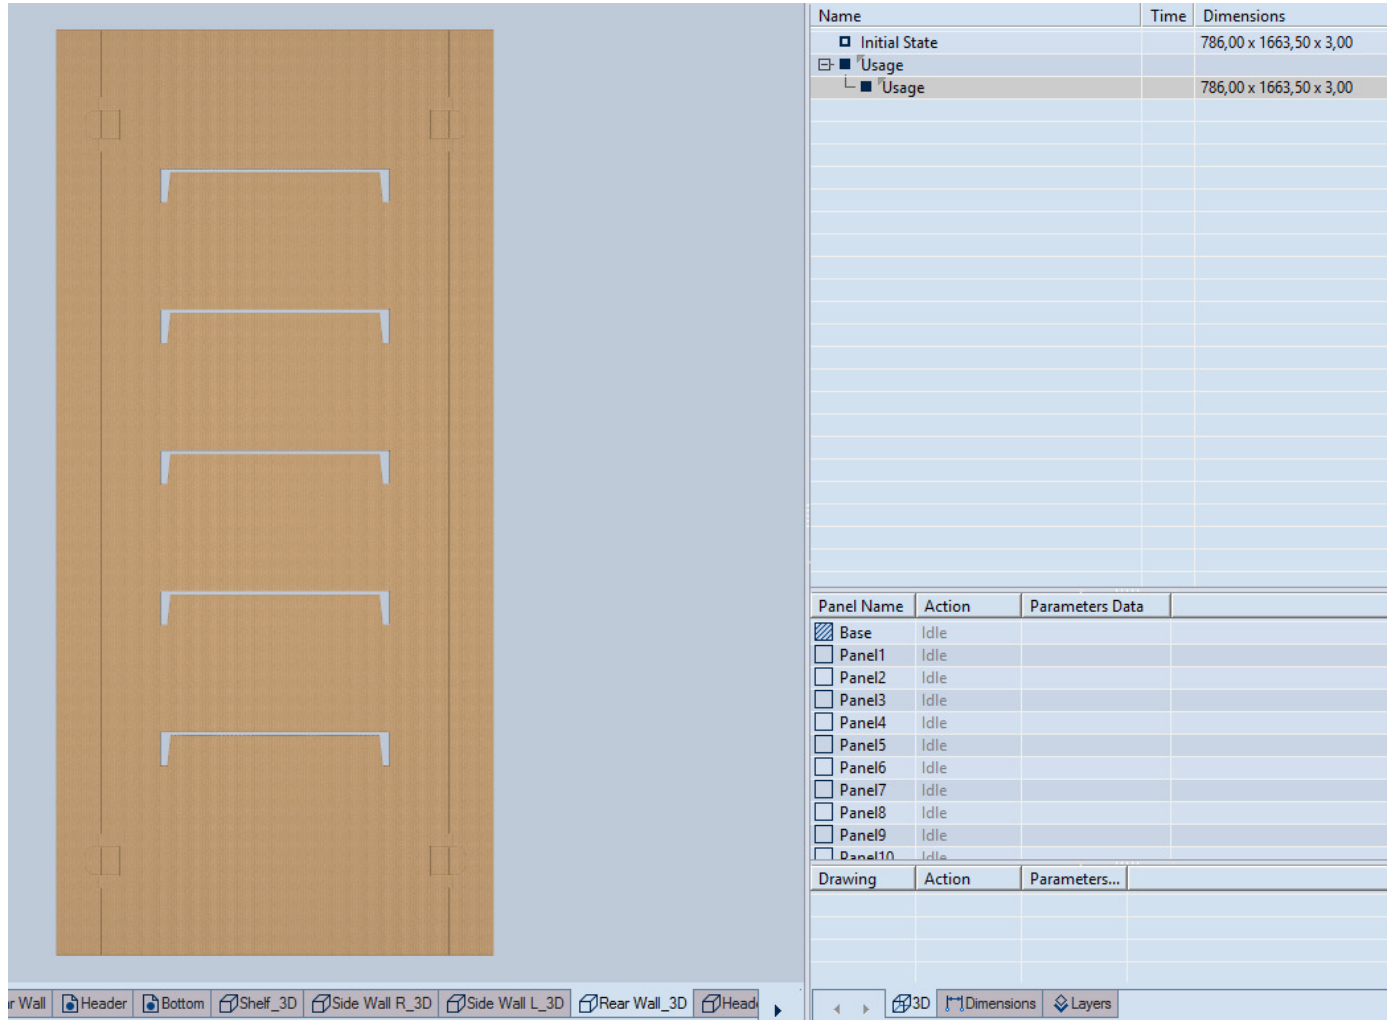 Name Time Dimensions
Initial State 786,00 x 1663,50 x 3,00
Usage
Usage 786,00 x 1663,50 x 3,00
Panel Name Action Parameters Data
Base Idle
Panel1 Idle
Panel2 Idle
Panel3 Idle
Panel4 Idle
Panel5 Idle
Panel6 Idle
Panel7 Idle
Panel8 Idle
Panel9 Idle
Panel10 Idle
Drawing Action Parameters...
r Wall Header Bottom Shelf_3D Side Wall R_3D Side Wall L_3D Rear Wall_3D Head 3D Dimensions Layers